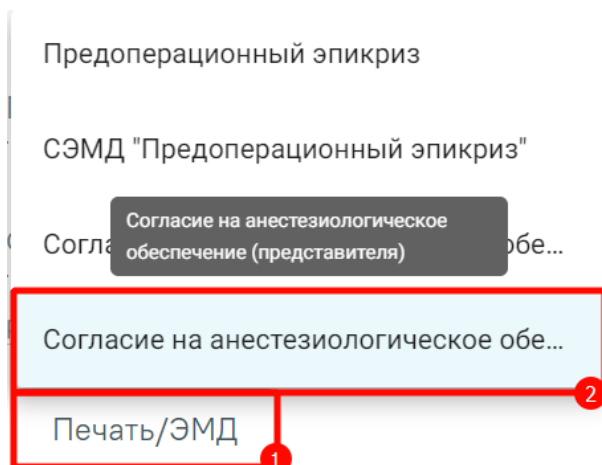 Предоперационный эпикриз
СЭМД "Предоперационный эпикриз"
Согласие на анестезиологическое
обеспечение (представителя)
Согла обе...
Согласие на анестезиологическое обе...
2
Печать/ЭМД
1